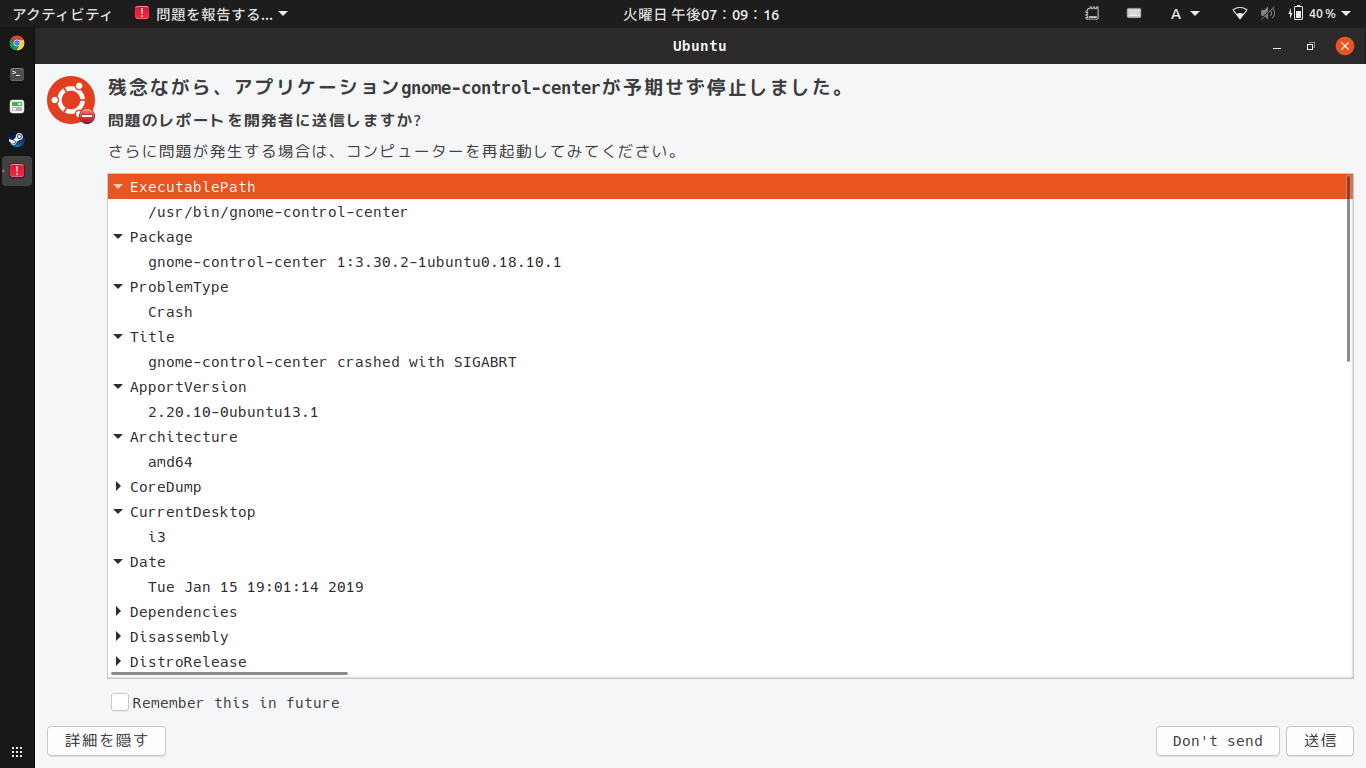 アクティビティ
問題を報告する...
火曜日 午後07：09：16
A
40%
Ubuntu
残念ながら、アプリケーションgnome-control-centerが予期せず停止しました。
問題のレポートを開発者に送信しますか?
さらに問題が発生する場合は、コンピューターを再起動してみてください。
ExecutablePath
/usr/bin/gnome-control-center
Package
gnome-control-center 1:3.30.2-1ubuntu0.18.10.1
ProblemType
Crash
Title
gnome-control-center crashed with SIGABRT
ApportVersion
2.20.10-0ubuntu13.1
Architecture
amd64
CoreDump
CurrentDesktop
i3
Date
Tue Jan 15 19:01:14 2019
Dependencies
Disassembly
DistroRelease
Remember this in future
詳細を隠す
Don't send
送信